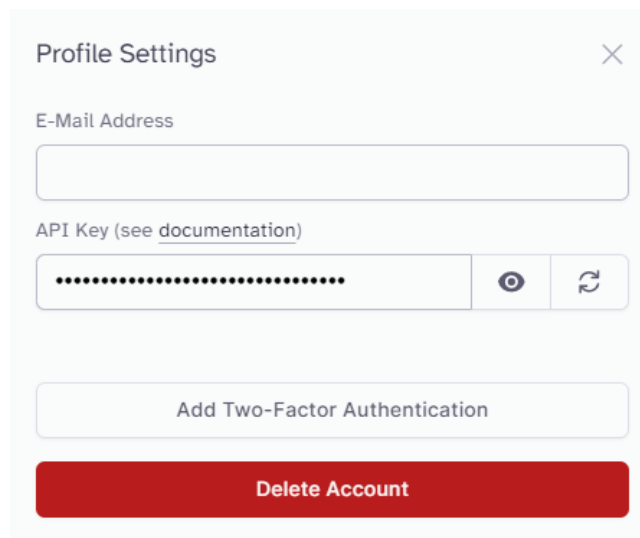 Profile Settings
E-Mail Address
API Key (see documentation)
••••••••••••••••••••••••••••••••
Add Two-Factor Authentication
Delete Account